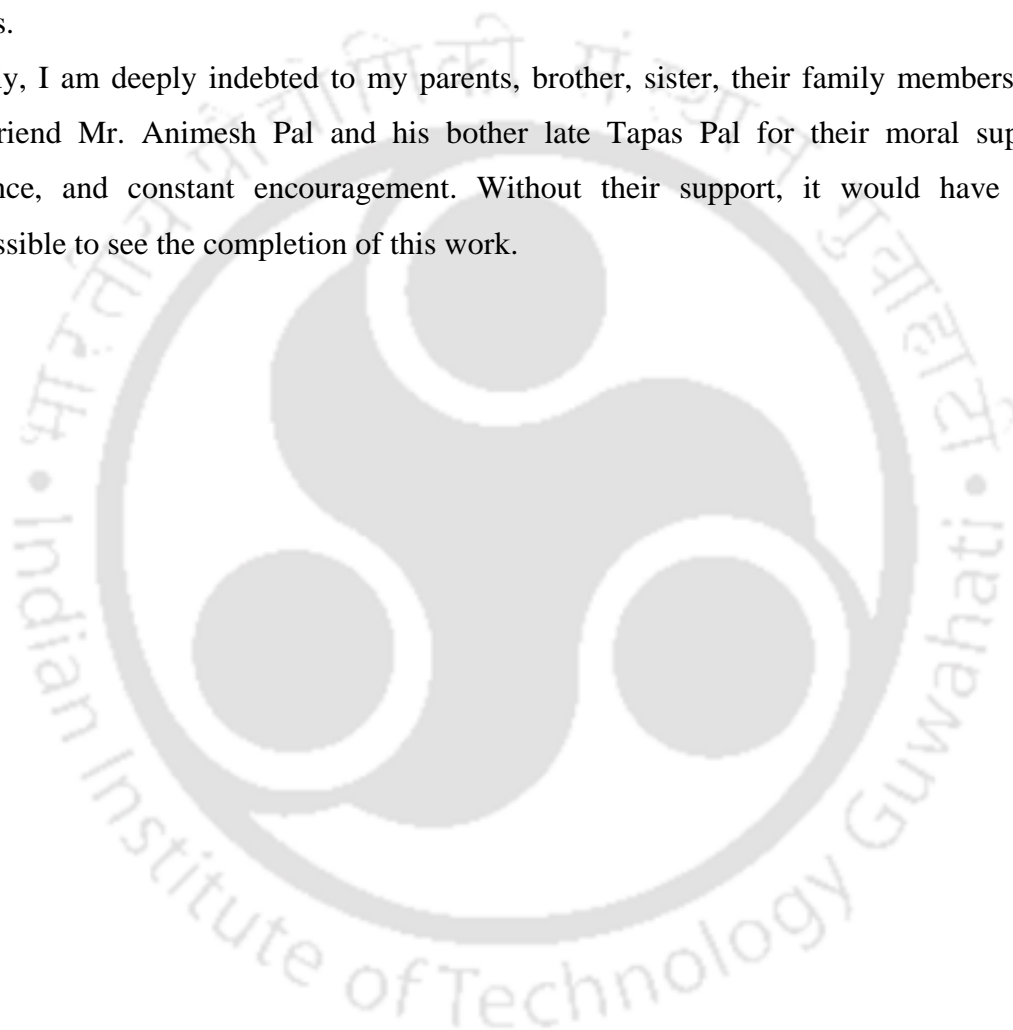 s.
ly, I am deeply indebted to my parents, brother, sister, their family members
riend Mr. Animesh Pal and his bother late Tapas Pal for their moral sup
nce, and constant encouragement. Without their support, it would have
ssible to see the completion of this work.
भारतीय प्रौद्योगिकी संस्थान गुवाहाटी
Indian Institute of Technology Guwahati